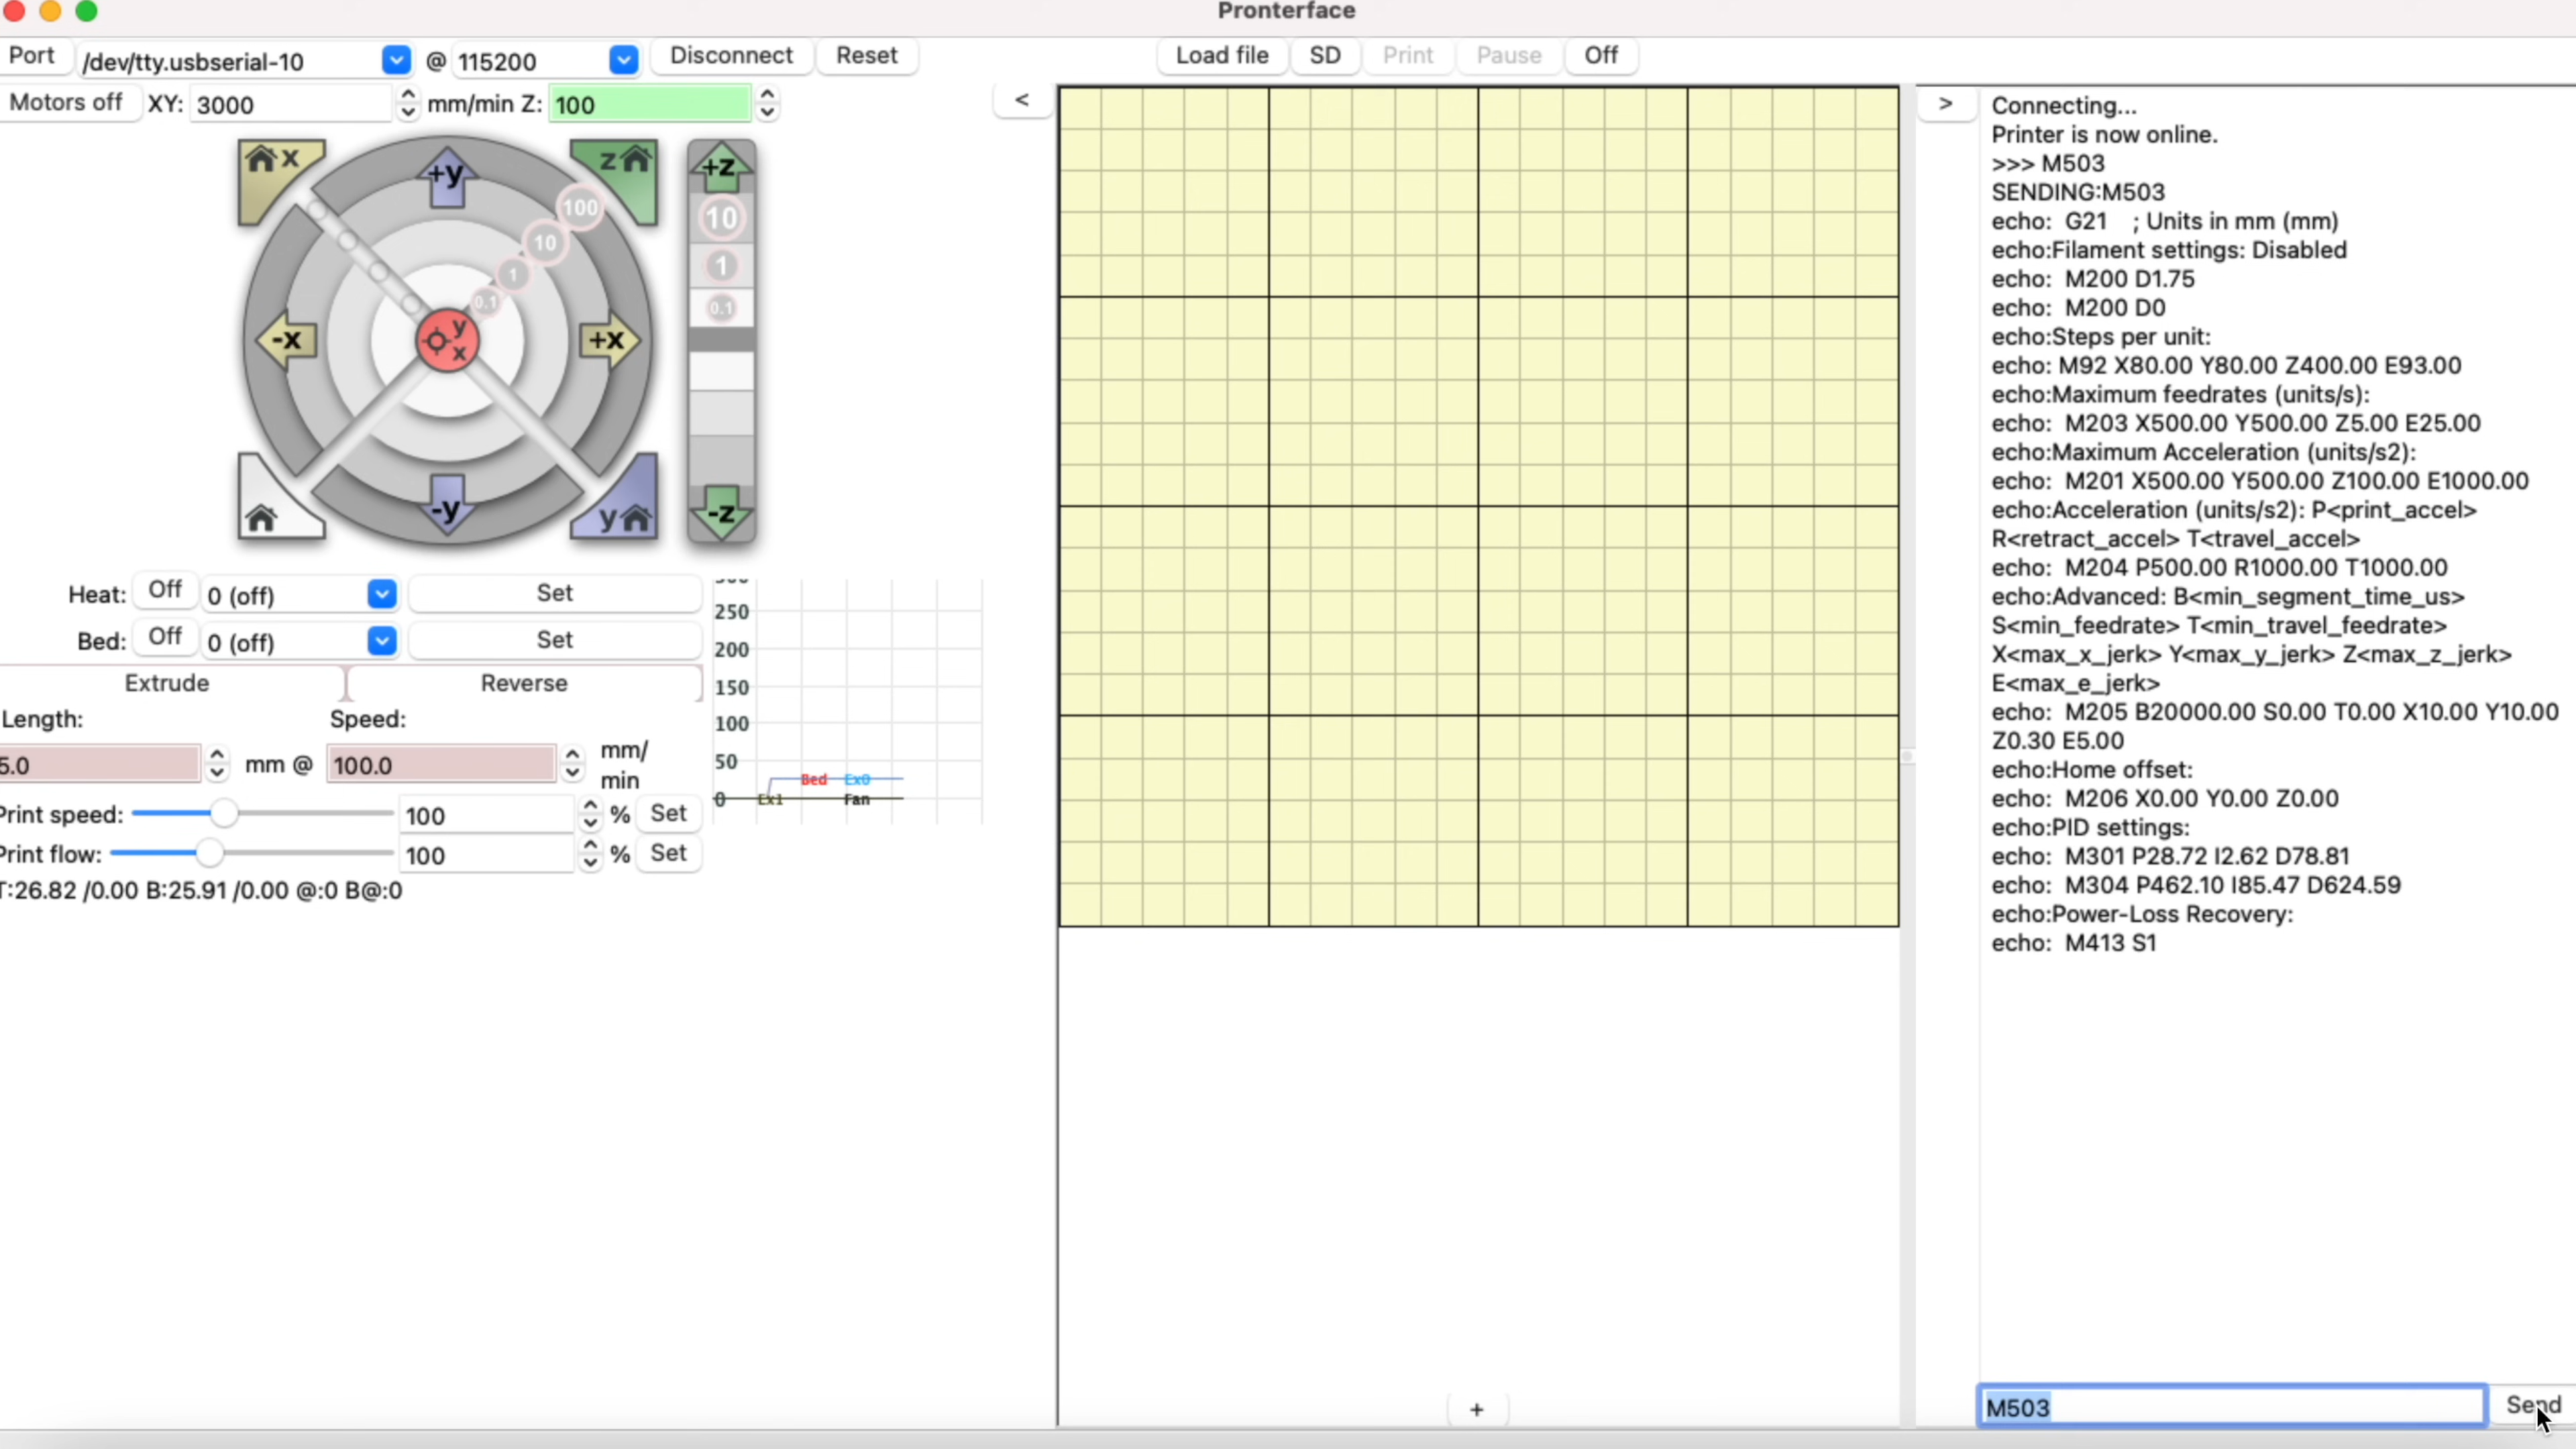 Pronterface
Port /dev/tty.usbserial-10 @ 115200 Disconnect Reset
Load file SD Print Pause Off
Motors off XY: 3000 mm/min Z: 100
<
>
x
z
+y
-x
+x
-y
y
y
x
100
10
1
0.1
+z
10
1
0.1
-z
Heat: Off 0 (off) Set
Bed: Off 0 (off) Set
Extrude Reverse
Length: Speed:
5.0 mm @ 100.0 mm/
min
Print speed: 100 % Set
Print flow: 100 % Set
T:26.82 /0.00 B:25.91 /0.00 @:0 B@:0
250
200
150
100
50
0
Bed Ex0
Ex1 Fan
+
Connecting...
Printer is now online.
>>> M503
SENDING:M503
echo:  G21    ; Units in mm (mm)
echo:Filament settings: Disabled
echo:  M200 D1.75
echo:  M200 D0
echo:Steps per unit:
echo: M92 X80.00 Y80.00 Z400.00 E93.00
echo:Maximum feedrates (units/s):
echo:  M203 X500.00 Y500.00 Z5.00 E25.00
echo:Maximum Acceleration (units/s2):
echo:  M201 X500.00 Y500.00 Z100.00 E1000.00
echo:Acceleration (units/s2): P<print_accel>
R<retract_accel> T<travel_accel>
echo:  M204 P500.00 R1000.00 T1000.00
echo:Advanced: B<min_segment_time_us>
S<min_feedrate> T<min_travel_feedrate>
X<max_x_jerk> Y<max_y_jerk> Z<max_z_jerk>
E<max_e_jerk>
echo:  M205 B20000.00 S0.00 T0.00 X10.00 Y10.00
Z0.30 E5.00
echo:Home offset:
echo:  M206 X0.00 Y0.00 Z0.00
echo:PID settings:
echo:  M301 P28.72 I2.62 D78.81
echo:  M304 P462.10 I85.47 D624.59
echo:Power-Loss Recovery:
echo:  M413 S1
M503 Send